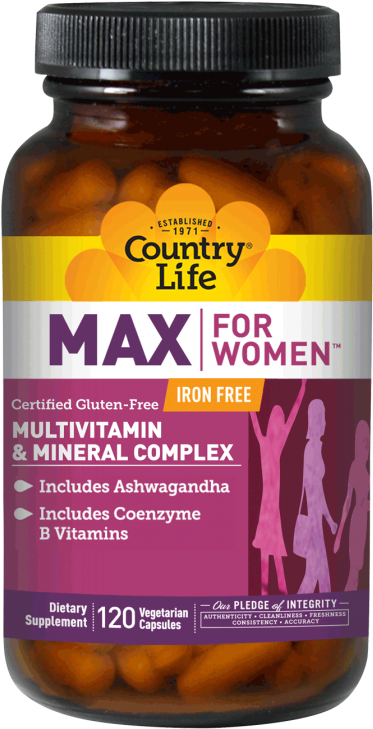 ESTABLISHED
1971
Country®
Life
MAX FOR
WOMEN™
IRON FREE
Certified Gluten-Free
MULTIVITAMIN
& MINERAL COMPLEX
Includes Ashwagandha
Includes Coenzyme
B Vitamins
Dietary
Supplement
120 Vegetarian
Capsules
Our PLEDGE of INTEGRITY
AUTHENTICITY • CLEANLINESS • FRESHNESS
CONSISTENCY • ACCURACY